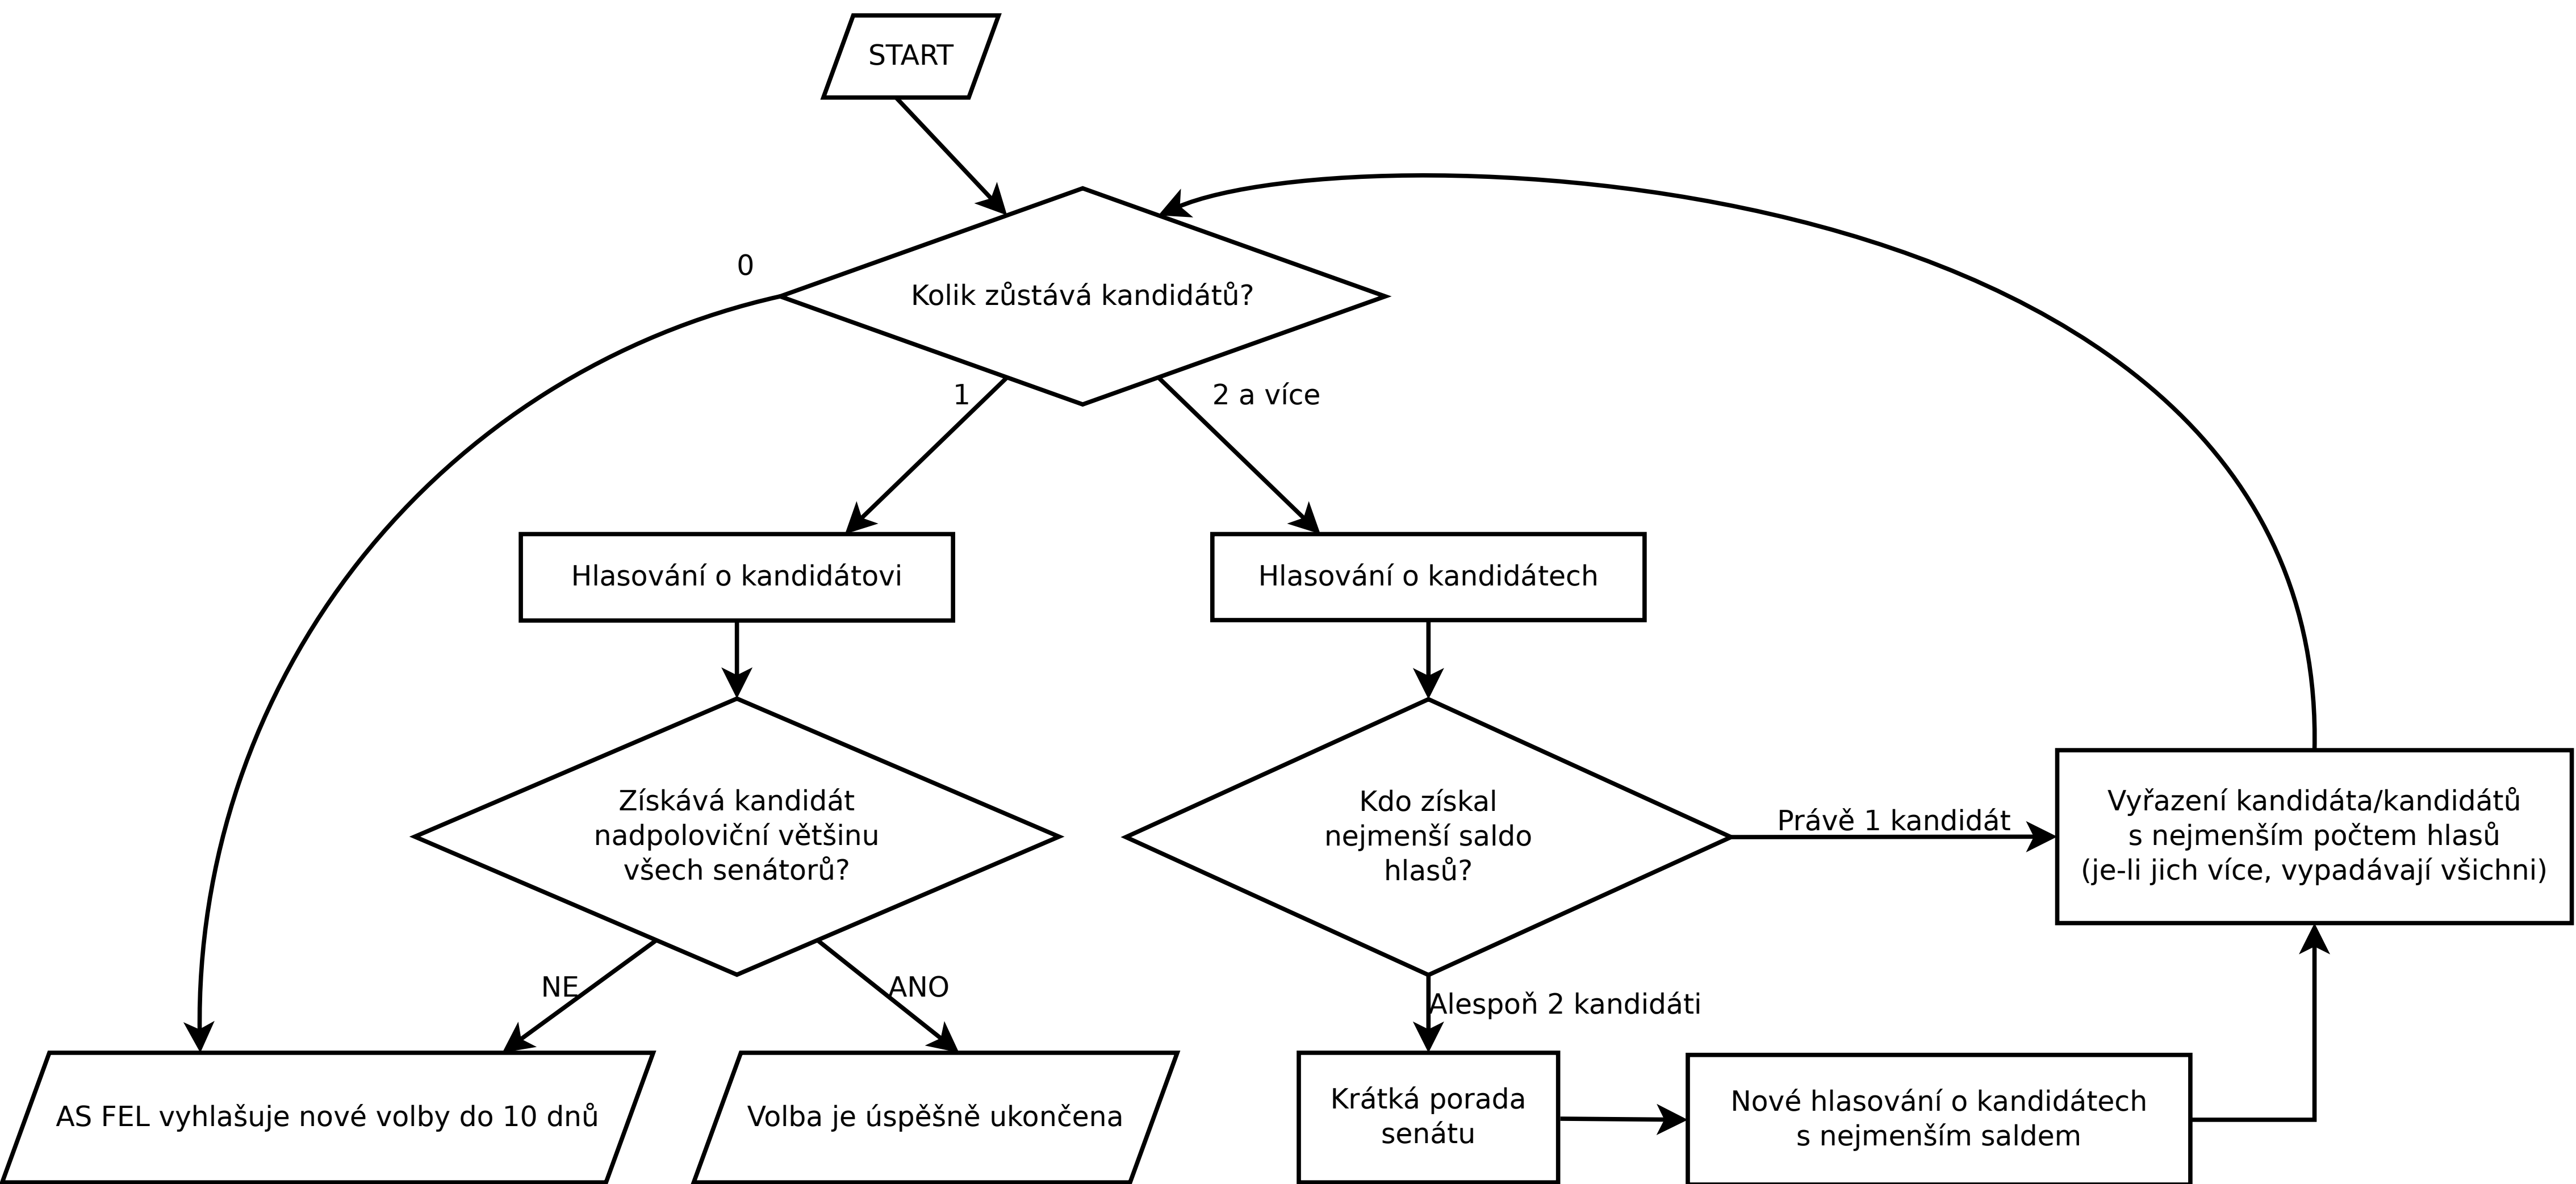 START
0
Kolik zůstává kandidátů?
1
2 a více
Hlasování o kandidátovi
Hlasování o kandidátech
Získává kandidát
nadpoloviční většinu
všech senátorů?
Kdo získal
nejmenší saldo
hlasů?
Právě 1 kandidát
Vyřazení kandidáta/kandidátů
s nejmenším počtem hlasů
(je-li jich více, vypadávají všichni)
NE
ANO
Alespoň 2 kandidáti
AS FEL vyhlašuje nové volby do 10 dnů
Volba je úspěšně ukončena
Krátká porada
senátu
Nové hlasování o kandidátech
s nejmenším saldem